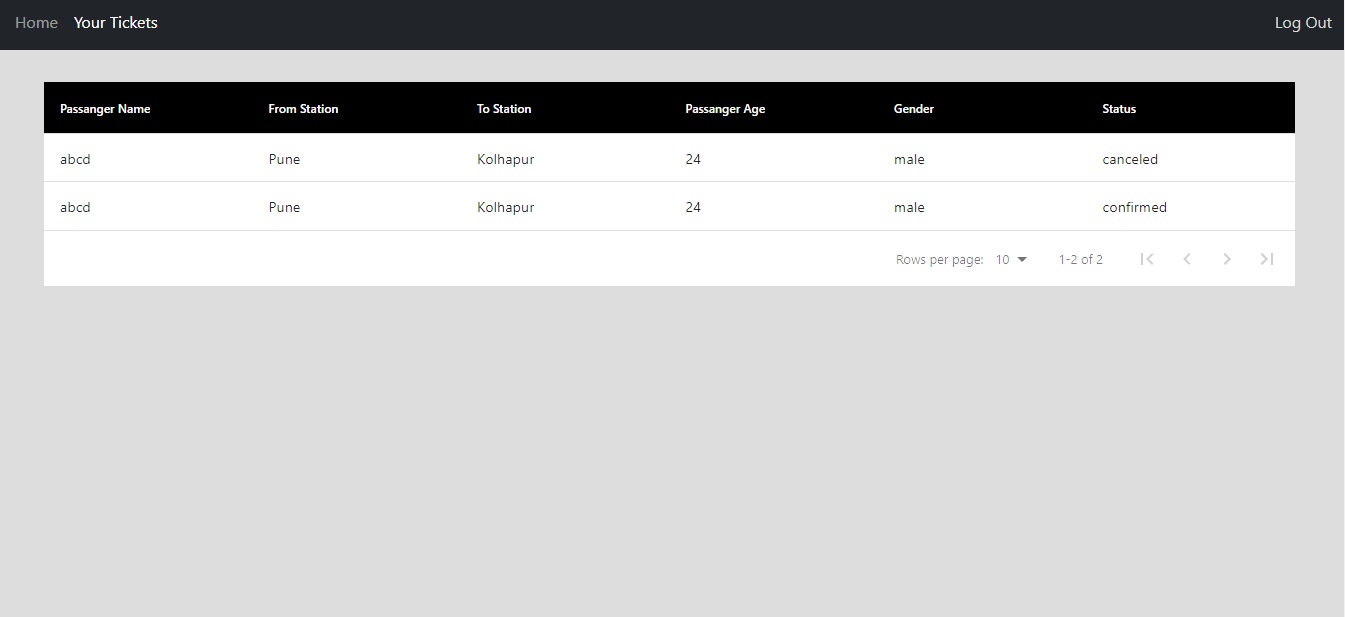 Home Your Tickets Log Out
Passanger Name From Station To Station Passanger Age Gender Status
abcd Pune Kolhapur 24 male canceled
abcd Pune Kolhapur 24 male confirmed
Rows per page: 10 1-2 of 2